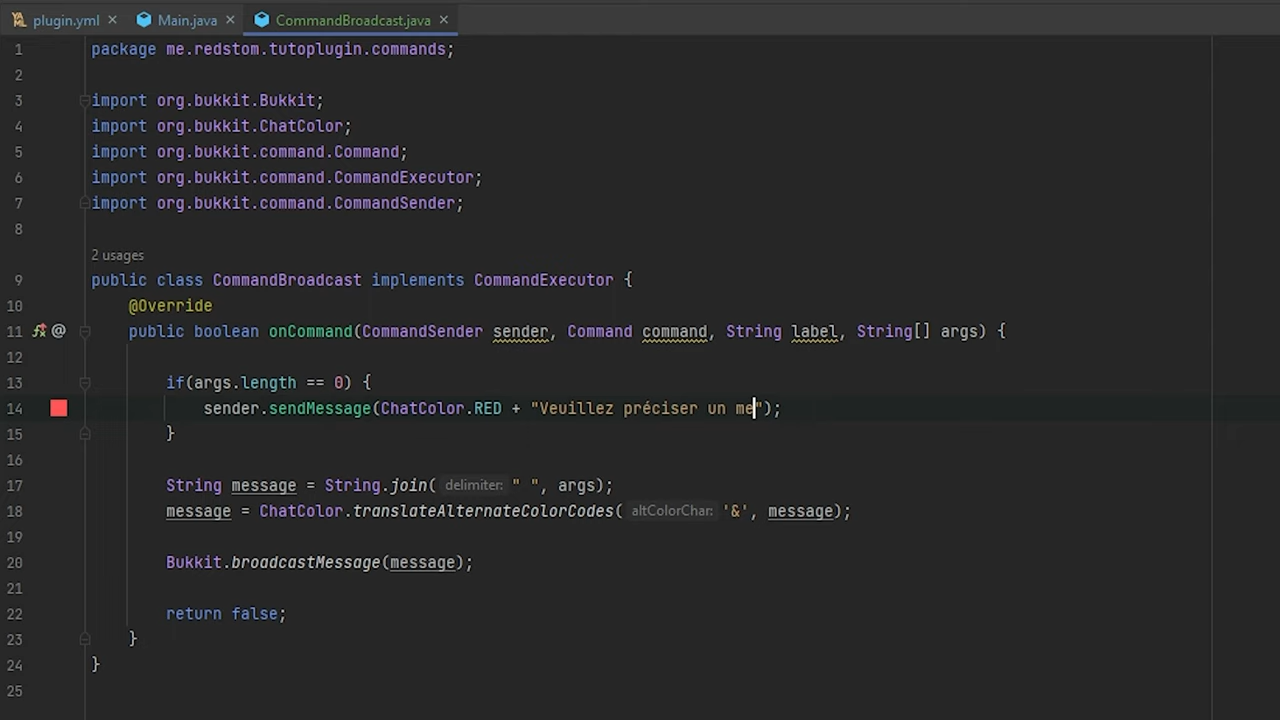 plugin.yml × Main.java × CommandBroadcast.java ×
1 package me.redstom.tutoplugin.commands;
2
3 import org.bukkit.Bukkit;
4 import org.bukkit.ChatColor;
5 import org.bukkit.command.Command;
6 import org.bukkit.command.CommandExecutor;
7 import org.bukkit.command.CommandSender;
8
2 usages
9 public class CommandBroadcast implements CommandExecutor {
10 @Override
11 public boolean onCommand(CommandSender sender, Command command, String label, String[] args) {
12
13 if(args.length == 0) {
14 sender.sendMessage(ChatColor.RED + "Veuillez préciser un me");
15 }
16
17 String message = String.join( delimiter: " ", args);
18 message = ChatColor.translateAlternateColorCodes( altColorChar: '&', message);
19
20 Bukkit.broadcastMessage(message);
21
22 return false;
23 }
24 }
25